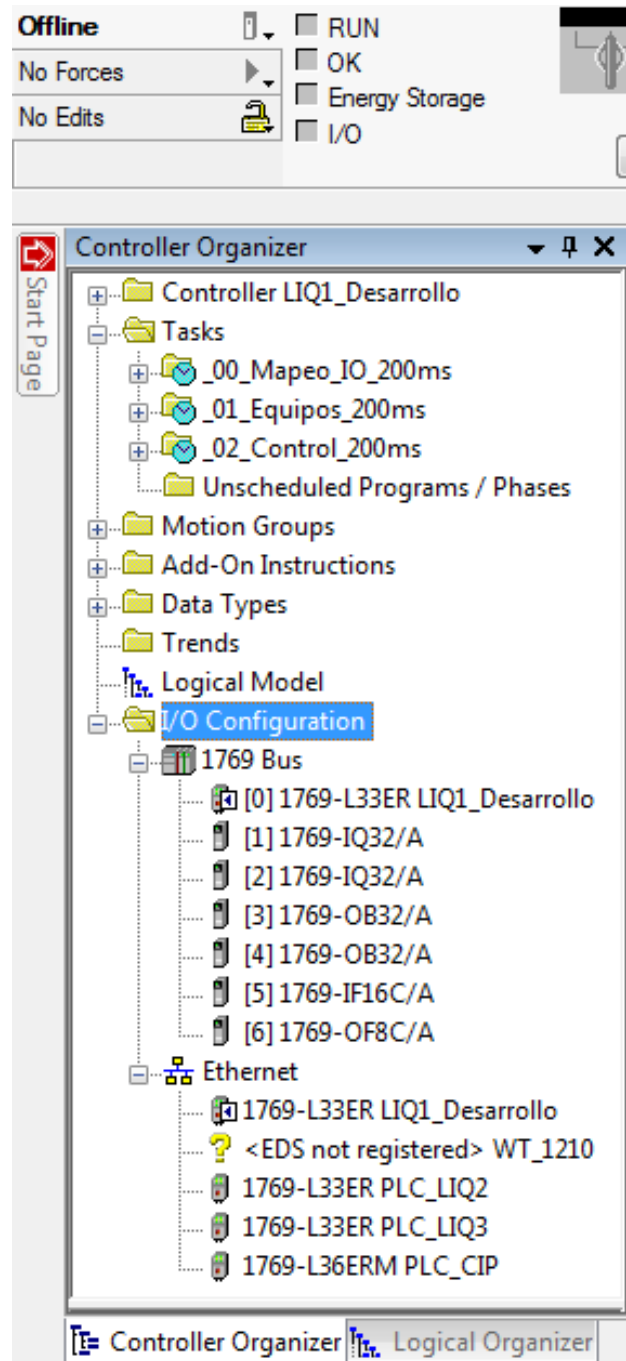 Offline
RUN
No Forces
OK
Energy Storage
No Edits
I/O
Start Page
Controller Organizer
Controller LIQ1_Desarrollo
Tasks
_00_Mapeo_IO_200ms
_01_Equipos_200ms
_02_Control_200ms
Unscheduled Programs / Phases
Motion Groups
Add-On Instructions
Data Types
Trends
Logical Model
I/O Configuration
1769 Bus
[0] 1769-L33ER LIQ1_Desarrollo
[1] 1769-IQ32/A
[2] 1769-IQ32/A
[3] 1769-OB32/A
[4] 1769-OB32/A
[5] 1769-IF16C/A
[6] 1769-OF8C/A
Ethernet
1769-L33ER LIQ1_Desarrollo
<EDS not registered> WT_1210
1769-L33ER PLC_LIQ2
1769-L33ER PLC_LIQ3
1769-L36ERM PLC_CIP
Controller Organizer Logical Organizer